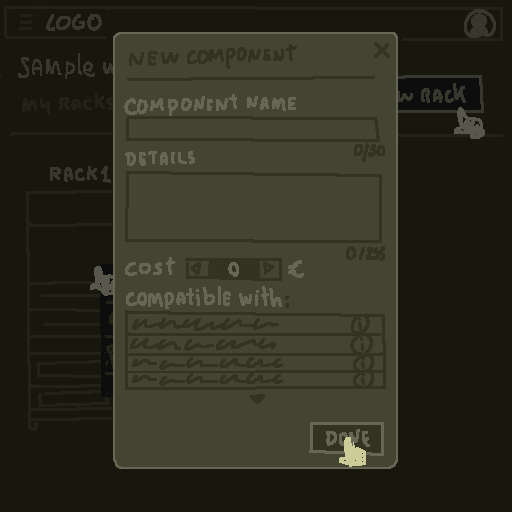 LOGO
SAMPLE W
MY RACKS
W RACK
RACK1
NEW COMPONENT
COMPONENT NAME
0/50
DETAILS
0/255
COST 0 €
COMPATIBLE WITH:
DONE